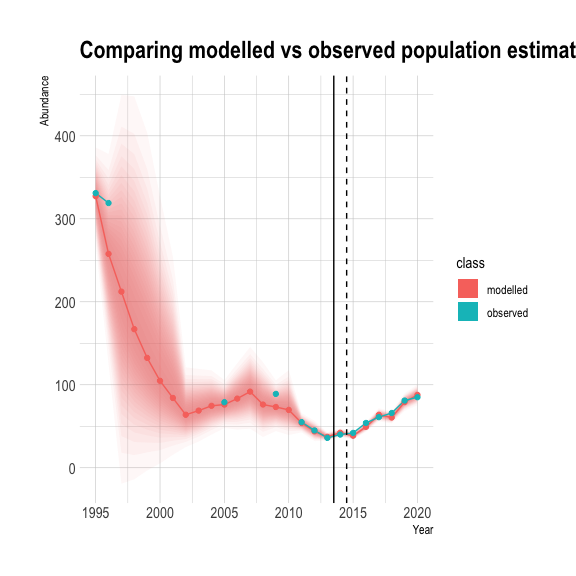 Comparing modelled vs observed population estimat
Abundance
400
300
200
100
0
1995 2000 2005 2010 2015 2020
Year
class
modelled
observed